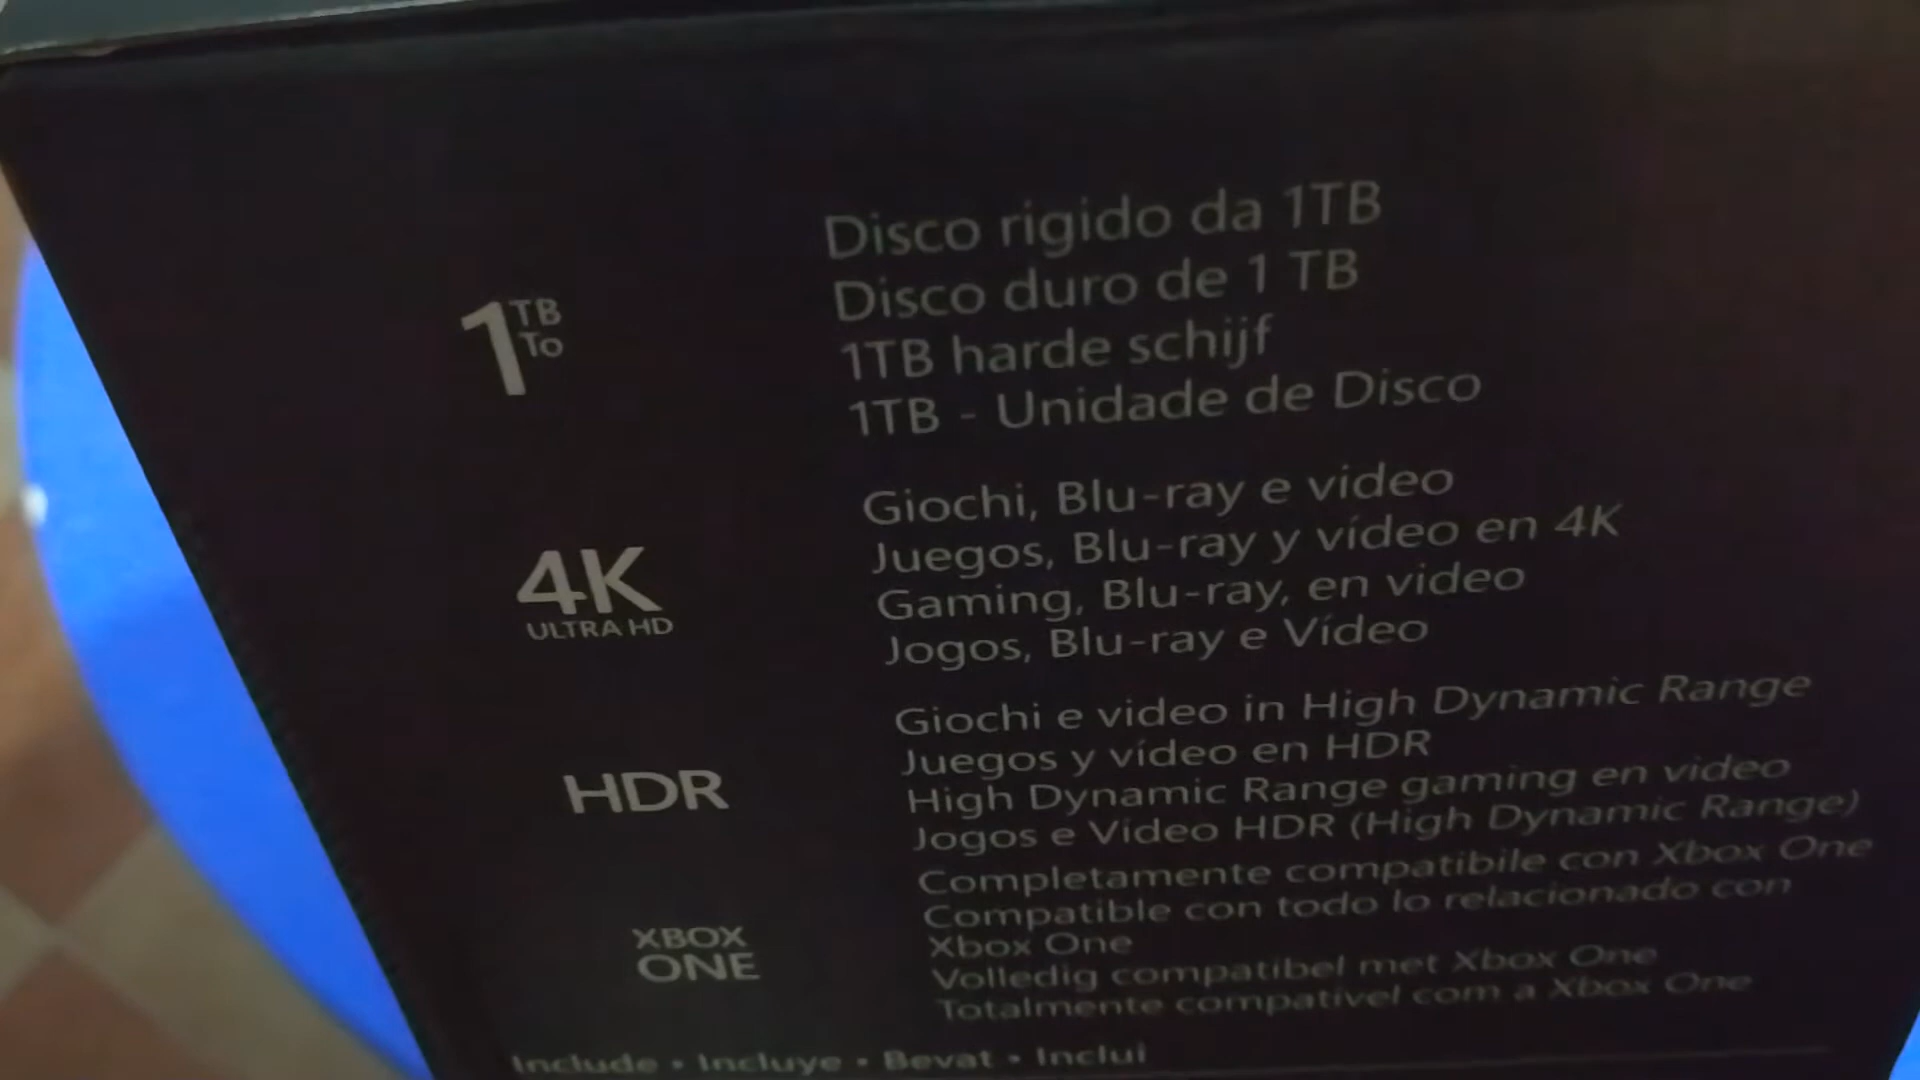 1 TB
To
Disco rigido da 1TB
Disco duro de 1 TB
1TB harde schijf
1TB - Unidade de Disco
4K
ULTRA HD
Giochi, Blu-ray e video
Juegos, Blu-ray y vídeo en 4K
Gaming, Blu-ray, en video
Jogos, Blu-ray e Vídeo
HDR
Giochi e video in High Dynamic Range
Juegos y vídeo en HDR
High Dynamic Range gaming en video
Jogos e Vídeo HDR (High Dynamic Range)
XBOX
ONE
Completamente compatibile con Xbox One
Compatible con todo lo relacionado con
Xbox One
Volledig compatibel met Xbox One
Totalmente compatível com a Xbox One
Include • Incluye • Bevat • Inclui